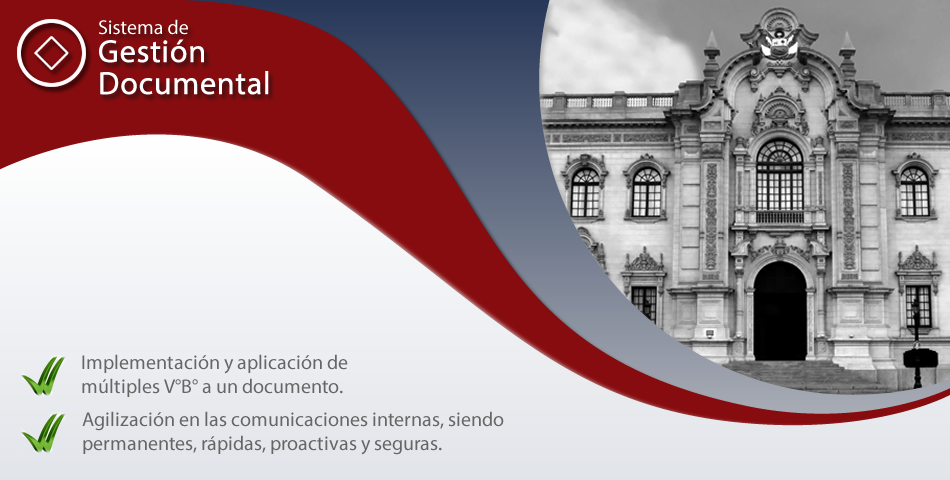 Sistema de
Gestión
Documental
Implementación y aplicación de
múltiples V°B° a un documento.
Agilización en las comunicaciones internas, siendo
permanentes, rápidas, proactivas y seguras.